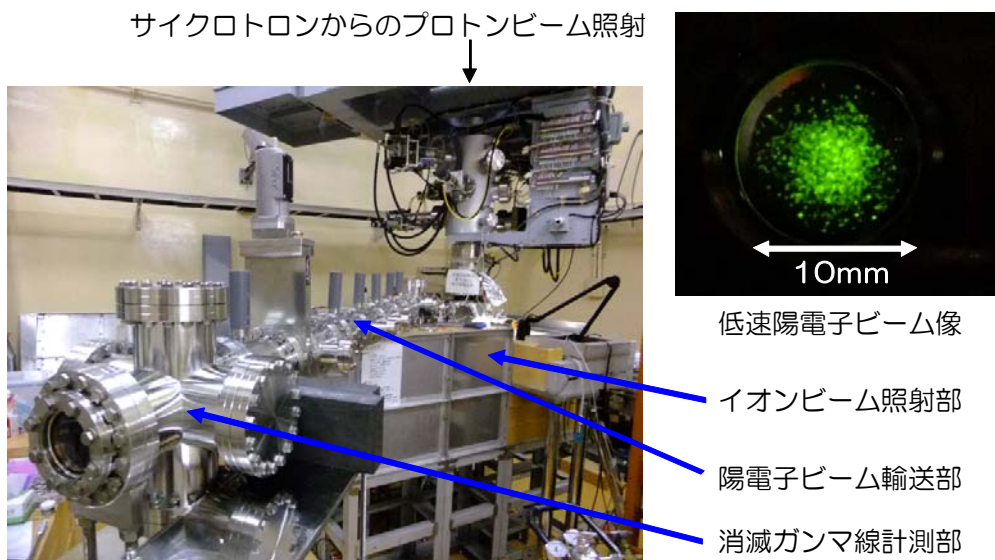 サイクロトロンからのプロトンビーム照射
10mm
低速陽電子ビーム像
イオンビーム照射部
陽電子ビーム輸送部
消滅ガンマ線計測部